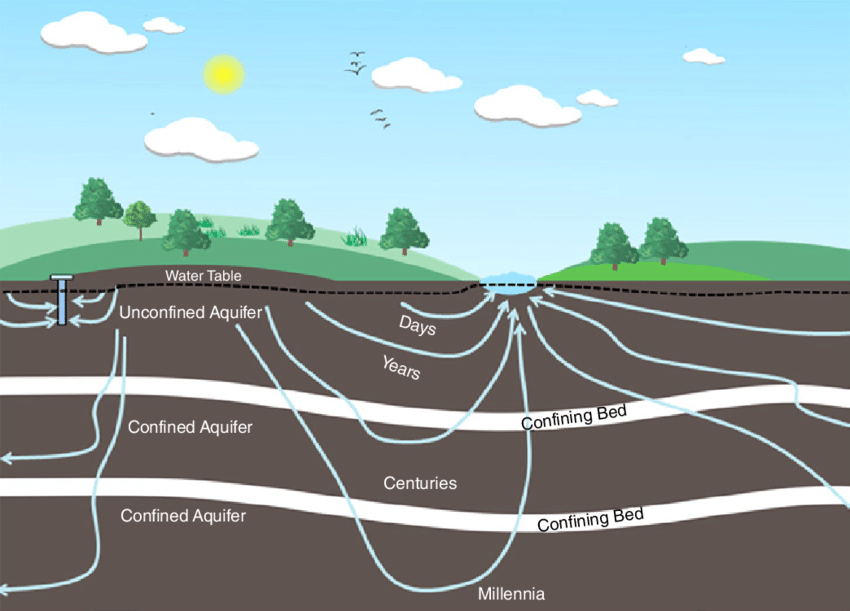 Water Table
Unconfined Aquifer
Days
Years
Confining Bed
Confined Aquifer
Centuries
Confined Aquifer
Confining Bed
Millennia